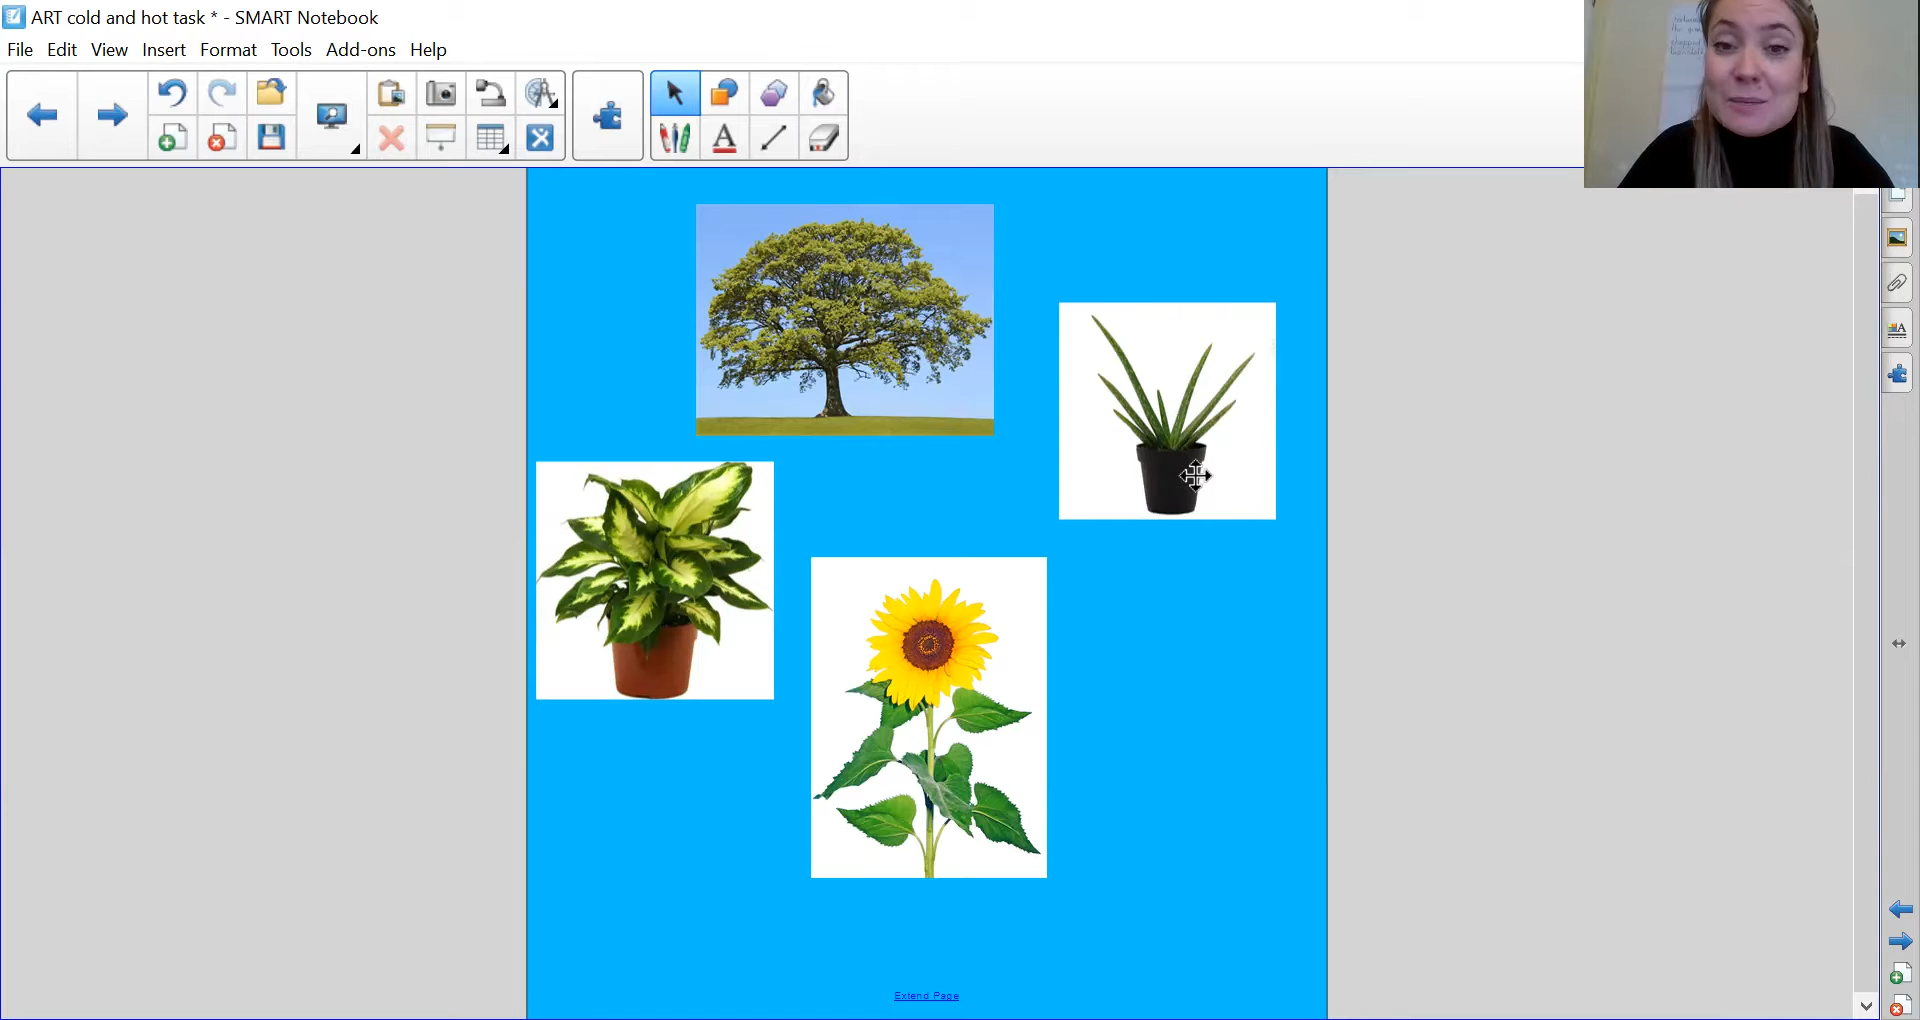 ART cold and hot task * - SMART Notebook
File Edit View Insert Format Tools Add-ons Help
Extend Page